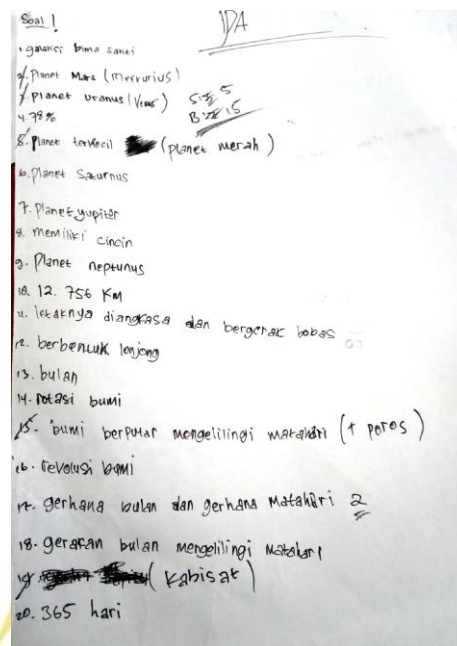 Soal !
IDA
1. galaksi bima sakti
2. Planet Mars (merkurius)
3. planet uranus (Venus)
S: 5
B: 15
4. 78%
5. Planet terkecil (planet merah)
6. Planet Saturnus
7. Planet yupiter
8. memiliki cincin
9. Planet neptunus
10. 12. 756 KM
11. letaknya diangkasa dan bergerak bebas
12. berbentuk lonjong
13. bulan
14. rotasi bumi
15. bumi berputar mengelilingi matahari (+ poros)
16. revolusi bumi
17. gerhana bulan dan gerhana Matahari 2
18. gerakan bulan mengelilingi Matahari
19. (Kabisat)
20. 365 hari